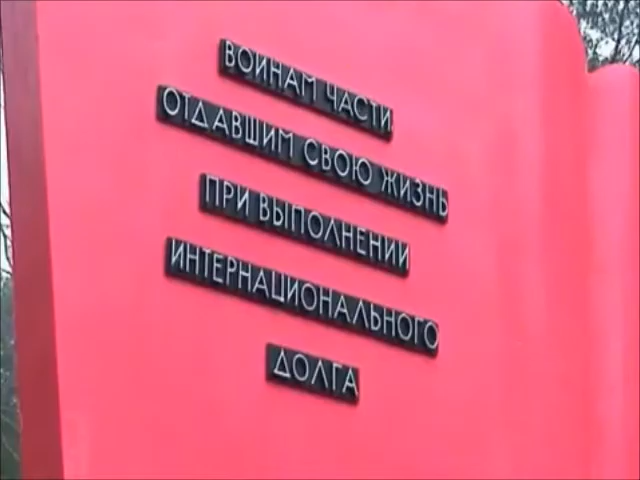 ВОИНАМ ЧАСТИ
ОТДАВШИМ СВОЮ ЖИЗНЬ
ПРИ ВЫПОЛНЕНИИ
ИНТЕРНАЦИОНАЛЬНОГО
ДОЛГА